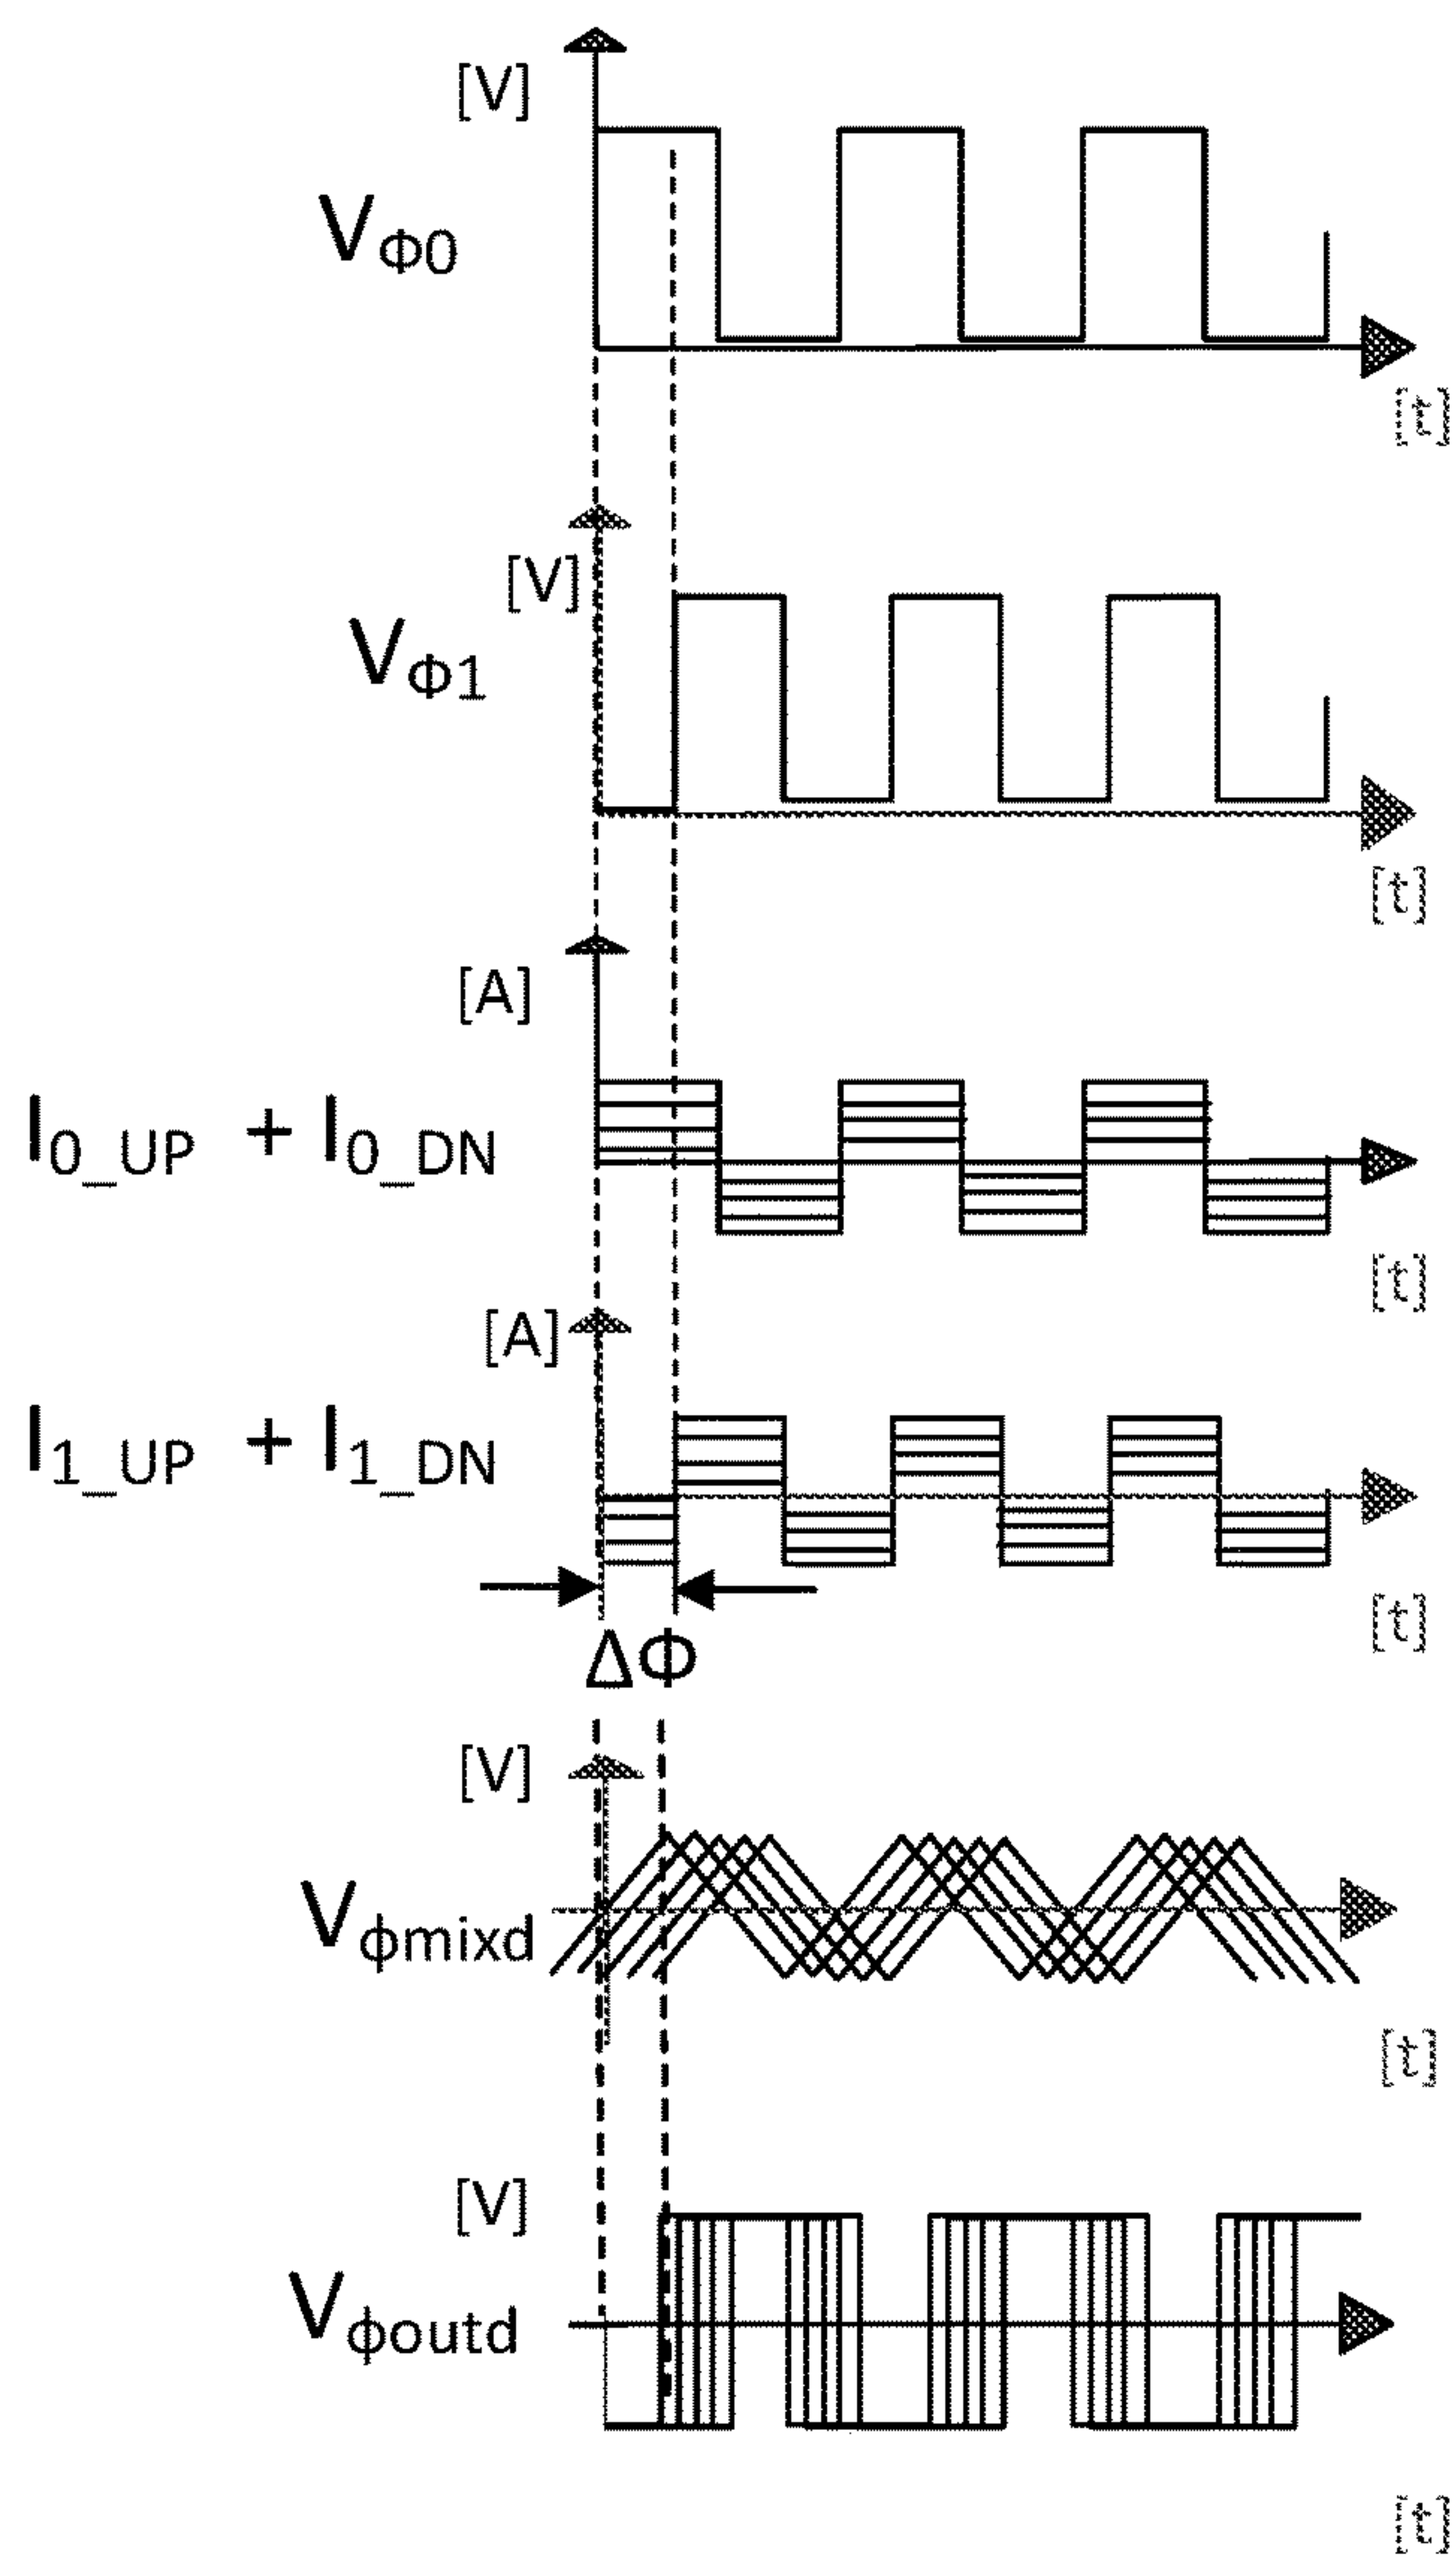 [V]
VΦ0
[t]
[V]
VΦ1
[t]
[A]
I0_UP + I0_DN
[t]
[A]
I1_UP + I1_DN
[t]
ΔΦ
[V]
Vϕmixd
[t]
[V]
Vϕoutd
[t]